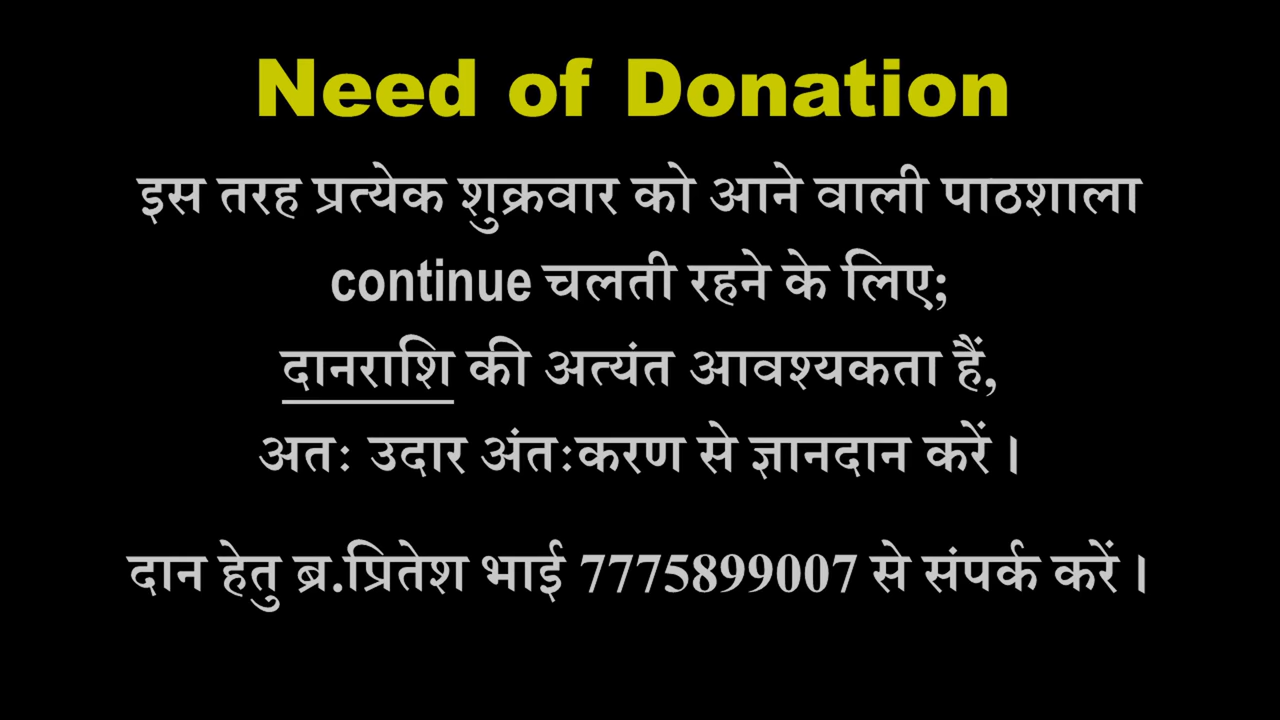 Need of Donation
इस तरह प्रत्येक शुक्रवार को आने वाली पाठशाला
continue चलती रहने के लिए;
दानराशि की अत्यंत आवश्यकता हैं,
अतः उदार अंतःकरण से ज्ञानदान करें ।
दान हेतु ब्र.प्रितेश भाई 7775899007 से संपर्क करें ।